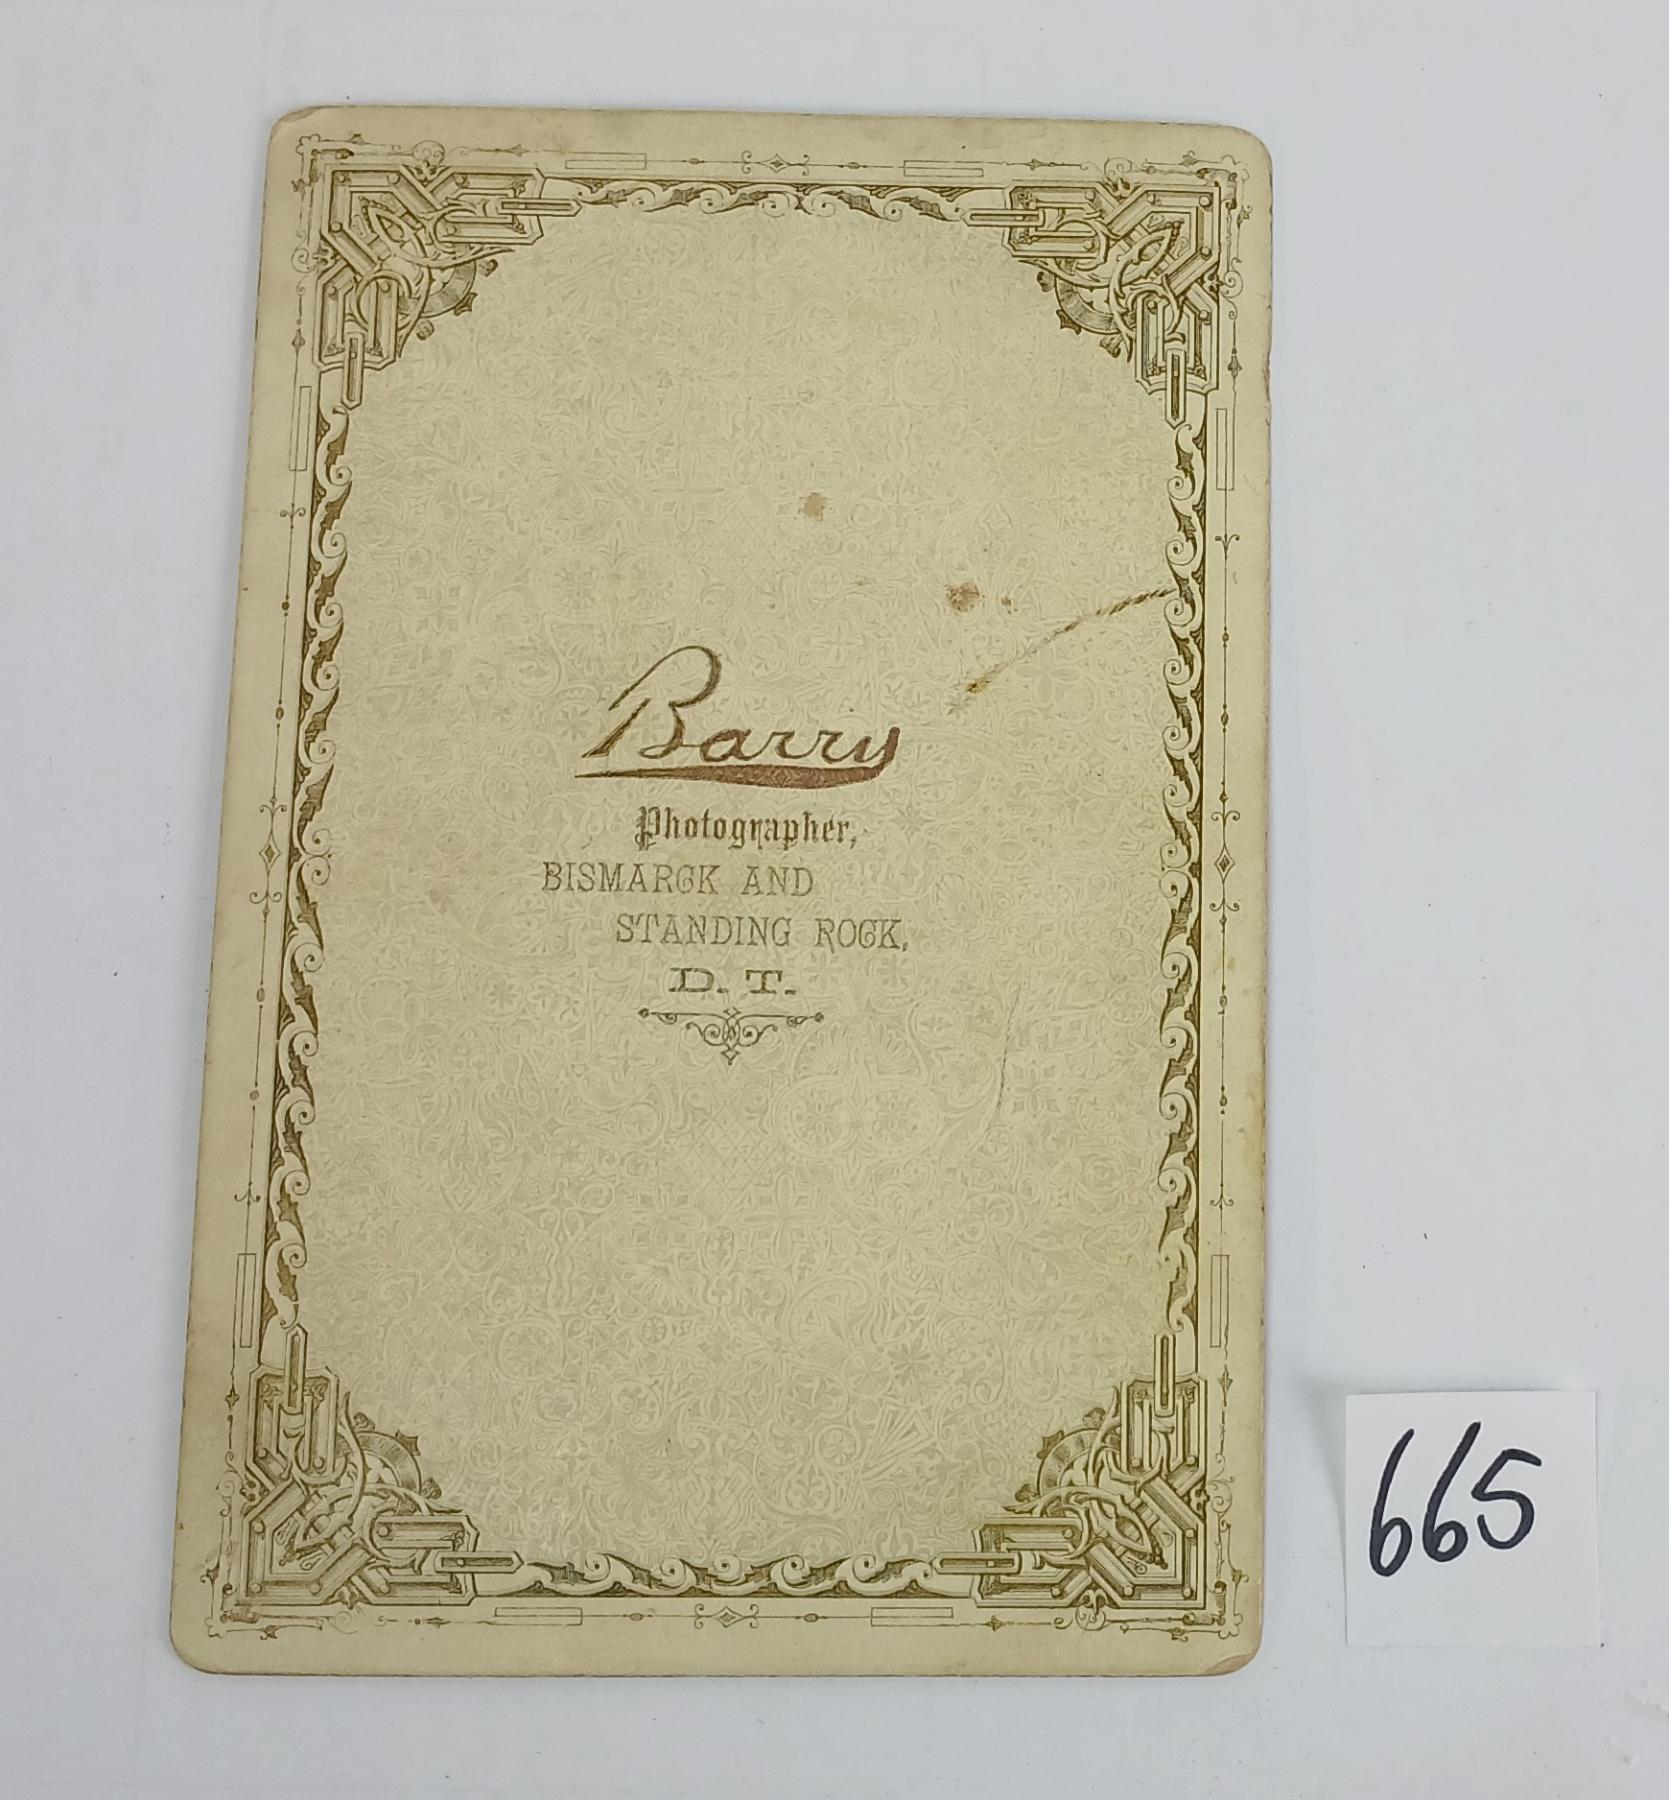 Barry
Photographer,
BISMARCK AND
STANDING ROCK,
D. T.
665